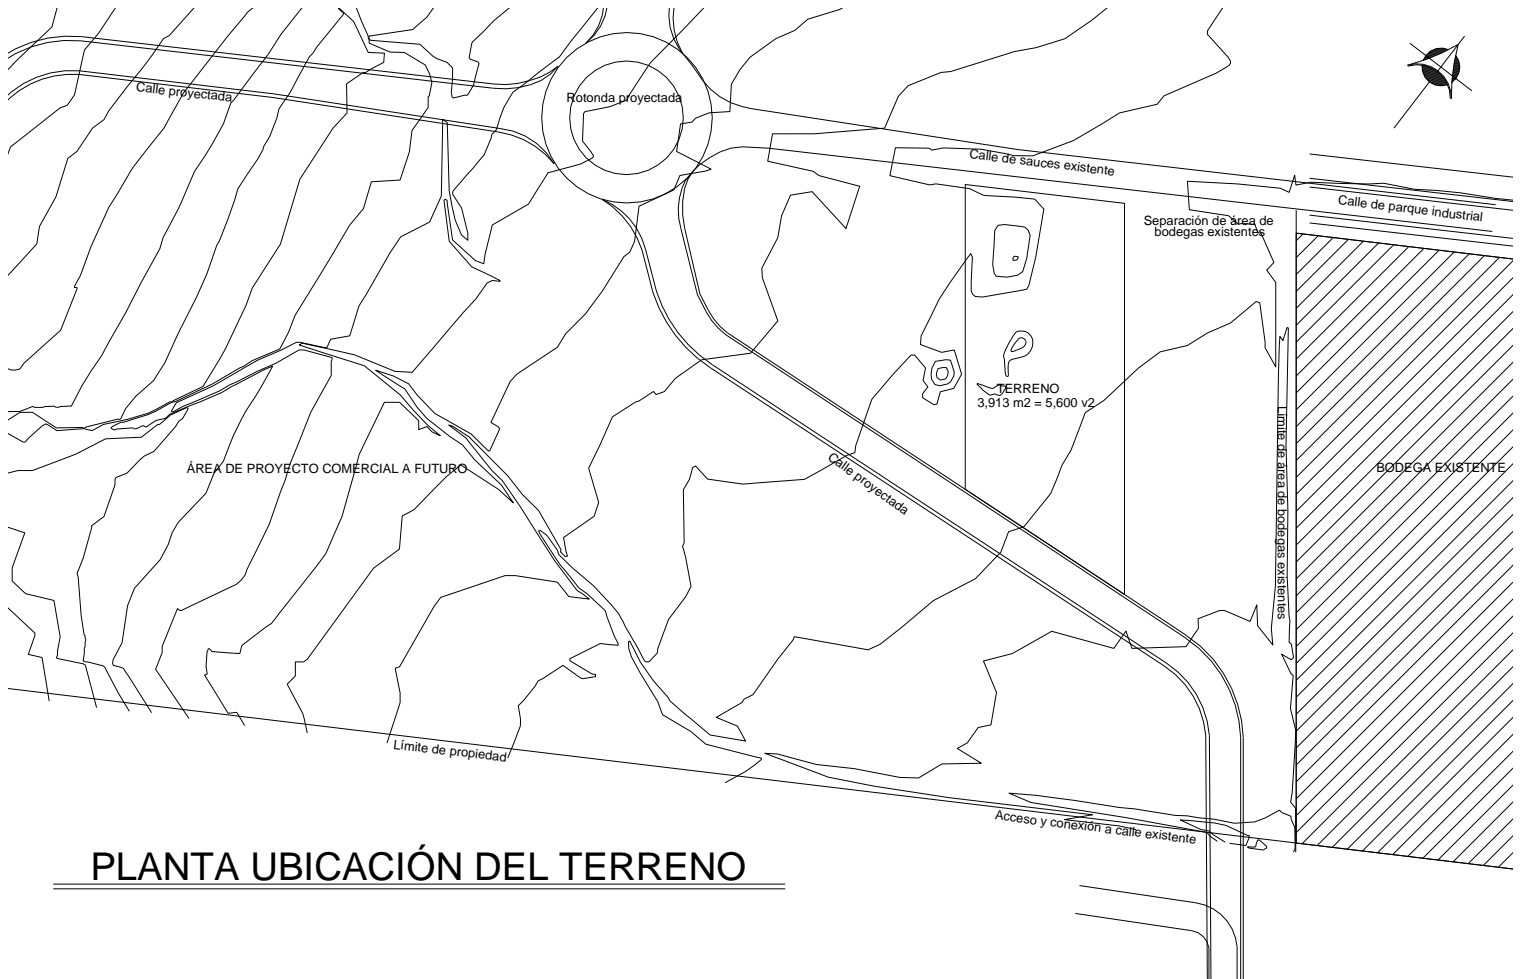 Calle proyectada
Rotonda proyectada
Calle de sauces existente
Calle de parque industrial
Separación de área de
bodegas existentes
TERRENO
3,913 m2 = 5,600 v2
Límite de área de bodegas existentes
BODEGA EXISTENTE
ÁREA DE PROYECTO COMERCIAL A FUTURO
Calle proyectada
Límite de propiedad
Acceso y conexión a calle existente
PLANTA UBICACIÓN DEL TERRENO